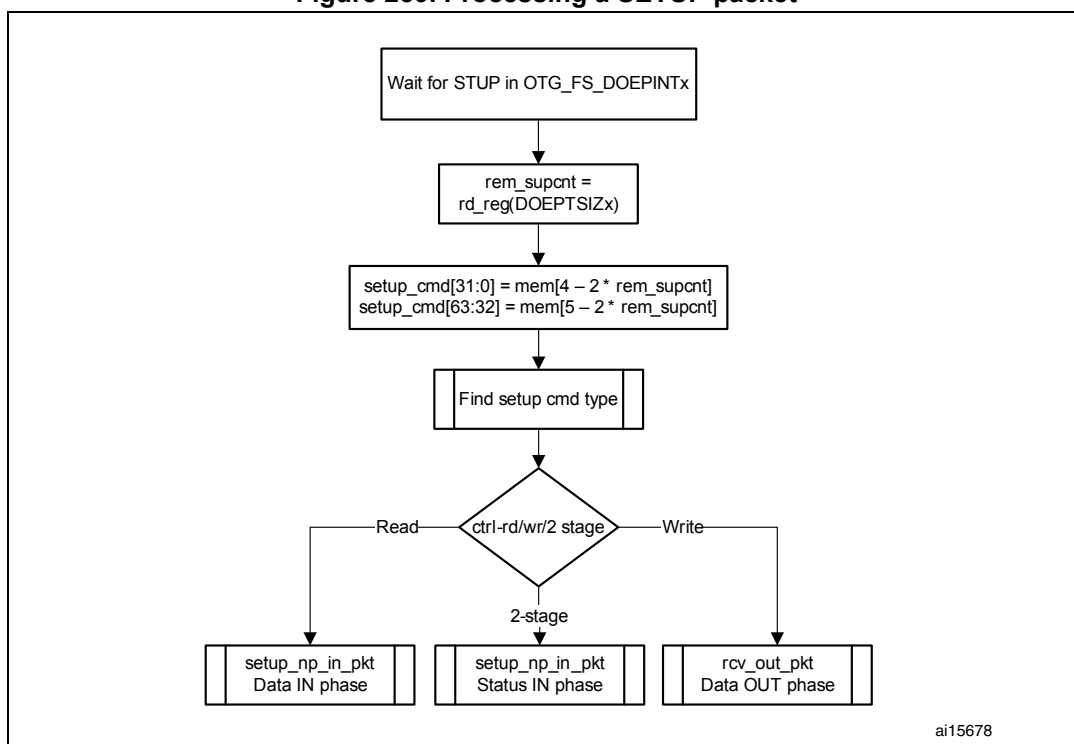 Wait for STUP in OTG_FS_DOEPINTx
rem_supcnt =
rd_reg(DOEPTSIZx)
setup_cmd[31:0] = mem[4 – 2 * rem_supcnt]
setup_cmd[63:32] = mem[5 – 2 * rem_supcnt]
Find setup cmd type
Read
ctrl-rd/wr/2 stage
Write
2-stage
setup_np_in_pkt
Data IN phase
setup_np_in_pkt
Status IN phase
rcv_out_pkt
Data OUT phase
ai15678